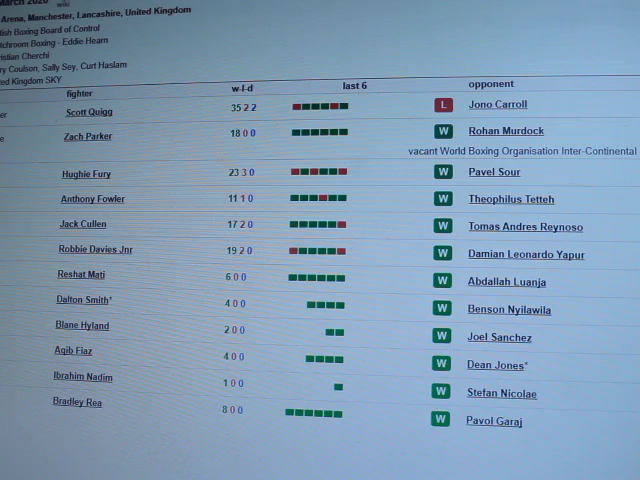 March 2020 wiki
Arena, Manchester, Lancashire, United Kingdom
tish Boxing Board of Control
tchroom Boxing - Eddie Hearn
ristian Cherchi
ry Coulson, Sally Sey, Curt Haslam
ted Kingdom SKY
fighter w-l-d last 6 opponent
er Scott Quigg 35 2 2 L Jono Carroll
e Zach Parker 18 0 0 W Rohan Murdock
vacant World Boxing Organisation Inter-Continental
Hughie Fury 23 3 0 W Pavel Sour
Anthony Fowler 11 1 0 W Theophilus Tetteh
Jack Cullen 17 2 0 W Tomas Andres Reynoso
Robbie Davies Jnr 19 2 0 W Damian Leonardo Yapur
Reshat Mati 6 0 0 W Abdallah Luanja
Dalton Smith* 4 0 0 W Benson Nyilawila
Blane Hyland 2 0 0 W Joel Sanchez
Aqib Fiaz 4 0 0 W Dean Jones*
Ibrahim Nadim 1 0 0 W Stefan Nicolae
Bradley Rea 8 0 0 W Pavol Garaj